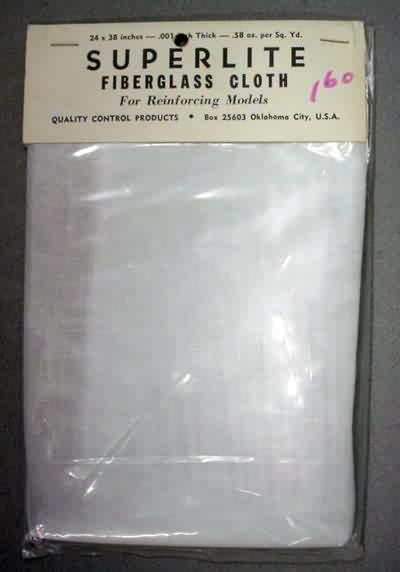 24 x 38 inches — .001 Thick — .58 oz. per Sq. Yd.
SUPERLITE
FIBERGLASS CLOTH
160
For Reinforcing Models
QUALITY CONTROL PRODUCTS • Box 25603 Oklahoma City, U.S.A.